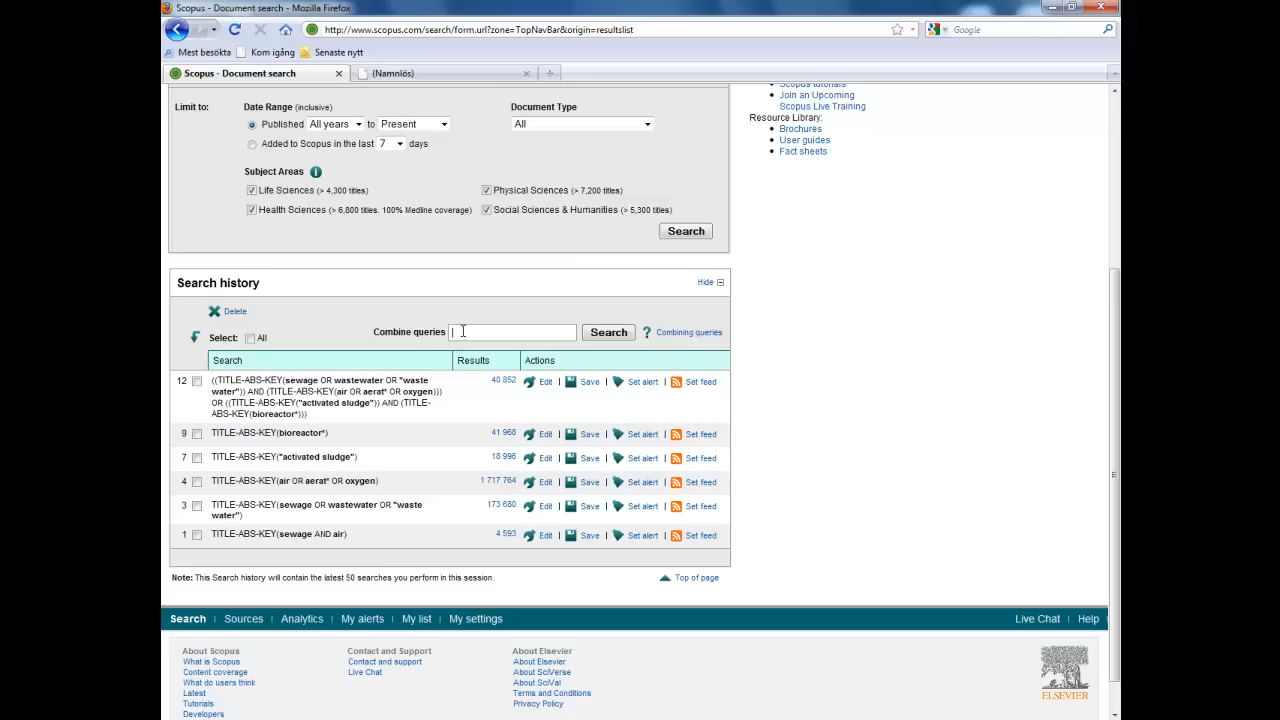 Scopus - Document search - Mozilla Firefox
http://www.scopus.com/search/form.url?zone=TopNavBar&origin=resultslist
Google
Mest besökta Kom igång Senaste nytt
Scopus - Document search (Namnlös)
Scopus tutorials
Limit to: Date Range (inclusive) Document Type
Join an Upcoming
Scopus Live Training
Published All years to Present All
Resource Library:
Brochures
Added to Scopus in the last 7 days
User guides
Fact sheets
Subject Areas
Life Sciences (> 4,300 titles) Physical Sciences (> 7,200 titles)
Health Sciences (> 6,800 titles. 100% Medline coverage) Social Sciences & Humanities (> 5,300 titles)
Search
Search history Hide
Delete
Select: All Combine queries Search ? Combining queries
Search Results Actions
12 ((TITLE-ABS-KEY(sewage OR wastewater OR "waste 40 852 Edit | Save | Set alert | Set feed
water")) AND (TITLE-ABS-KEY(air OR aerat* OR oxygen)))
OR ((TITLE-ABS-KEY("activated sludge")) AND (TITLE-
ABS-KEY(bioreactor*)))
9 TITLE-ABS-KEY(bioreactor*) 41 968 Edit | Save | Set alert | Set feed
7 TITLE-ABS-KEY("activated sludge") 18 996 Edit | Save | Set alert | Set feed
4 TITLE-ABS-KEY(air OR aerat* OR oxygen) 1 717 764 Edit | Save | Set alert | Set feed
3 TITLE-ABS-KEY(sewage OR wastewater OR "waste 173 680 Edit | Save | Set alert | Set feed
water")
1 TITLE-ABS-KEY(sewage AND air) 4 593 Edit | Save | Set alert | Set feed
Note: This Search history will contain the latest 50 searches you perform in this session. Top of page
Search | Sources | Analytics | My alerts | My list | My settings Live Chat | Help
About Scopus Contact and Support About Elsevier
What is Scopus Contact and support About Elsevier
Content coverage Live Chat About SciVerse
What do users think About SciVal
Latest Terms and Conditions
Tutorials Privacy Policy
Developers
ELSEVIER